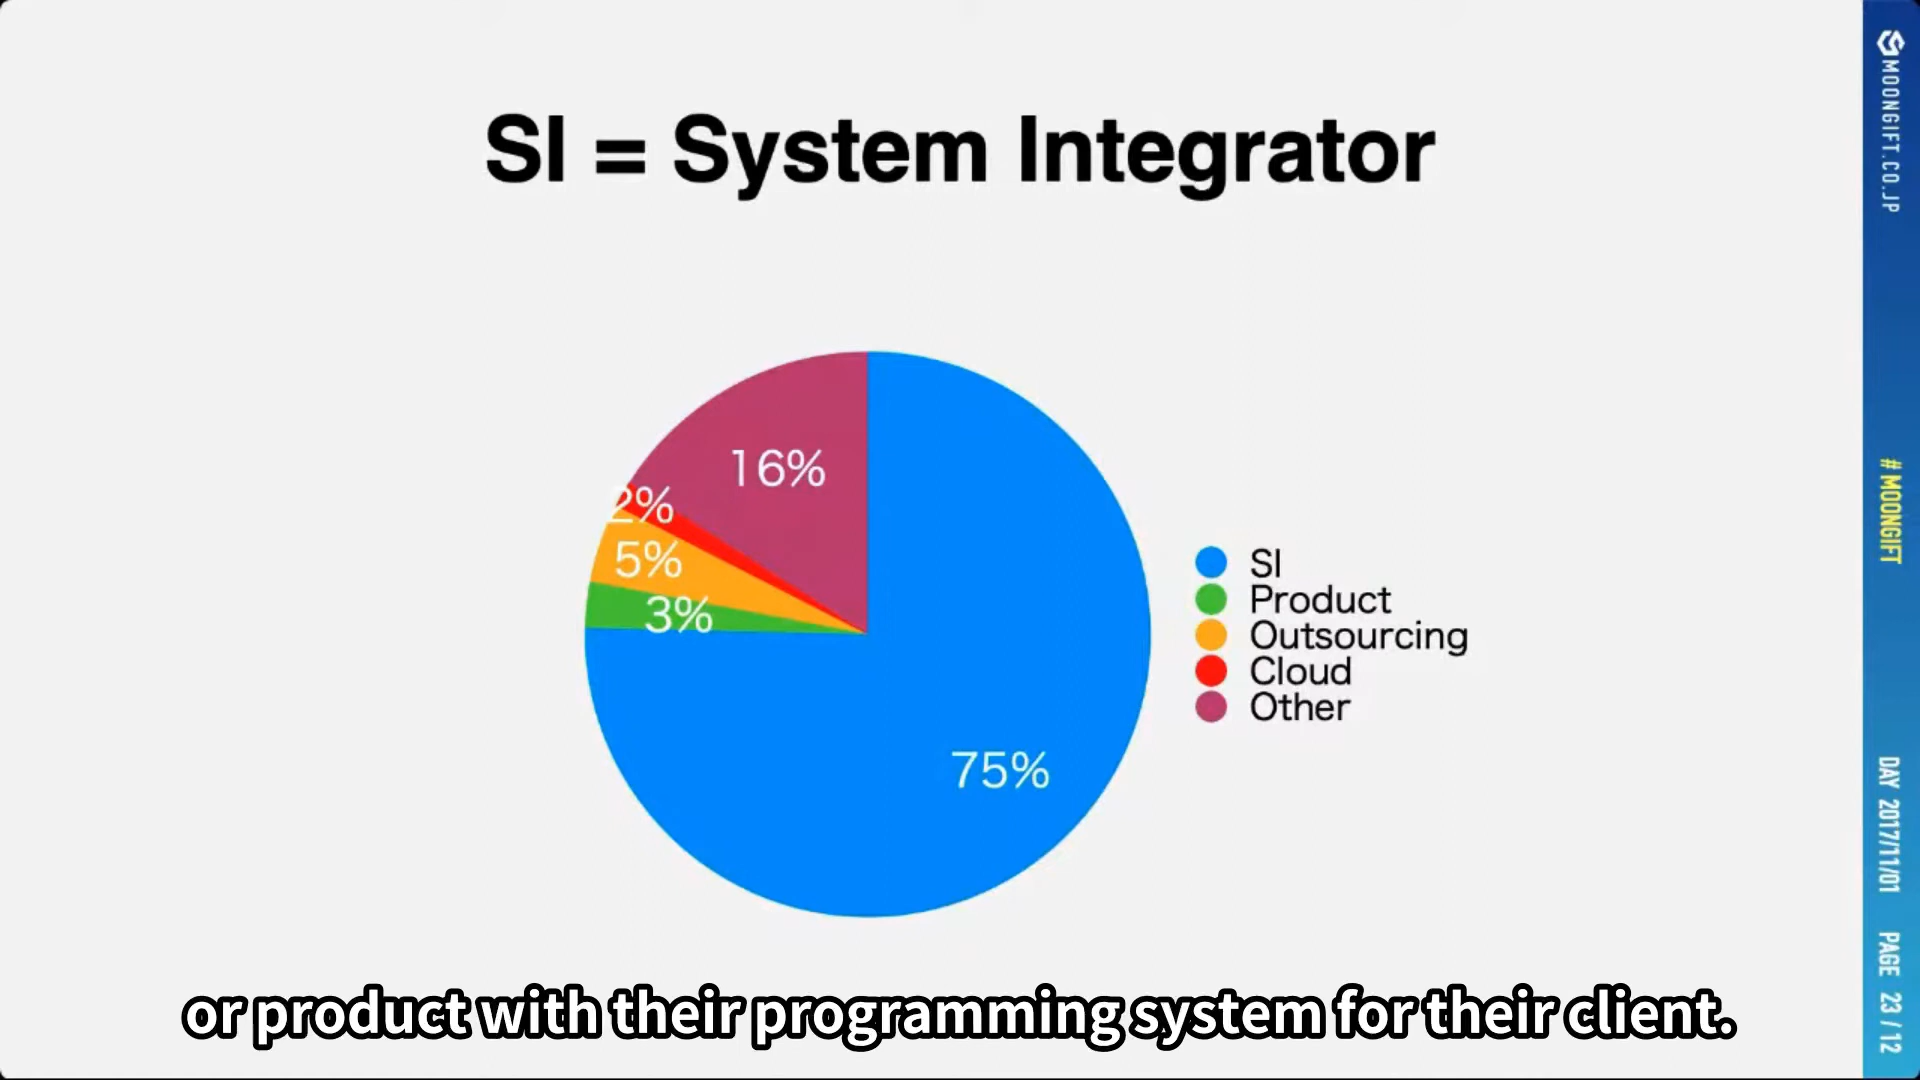 SI = System Integrator
16%
2%
5%
3%
75%
SI
Product
Outsourcing
Cloud
Other
or product with their programming system for their client.
MOONGIFT.CO.JP
# MOONGIFT
DAY 2017/11/01
PAGE 23 / 12